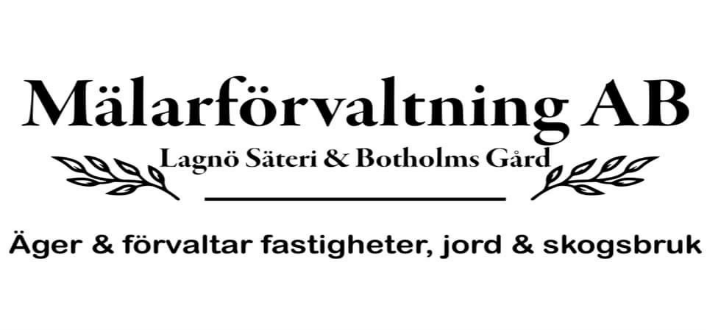 Mälarförvaltning AB
Lagnö Säteri & Botholms Gård
Äger & förvaltar fastigheter, jord & skogsbruk